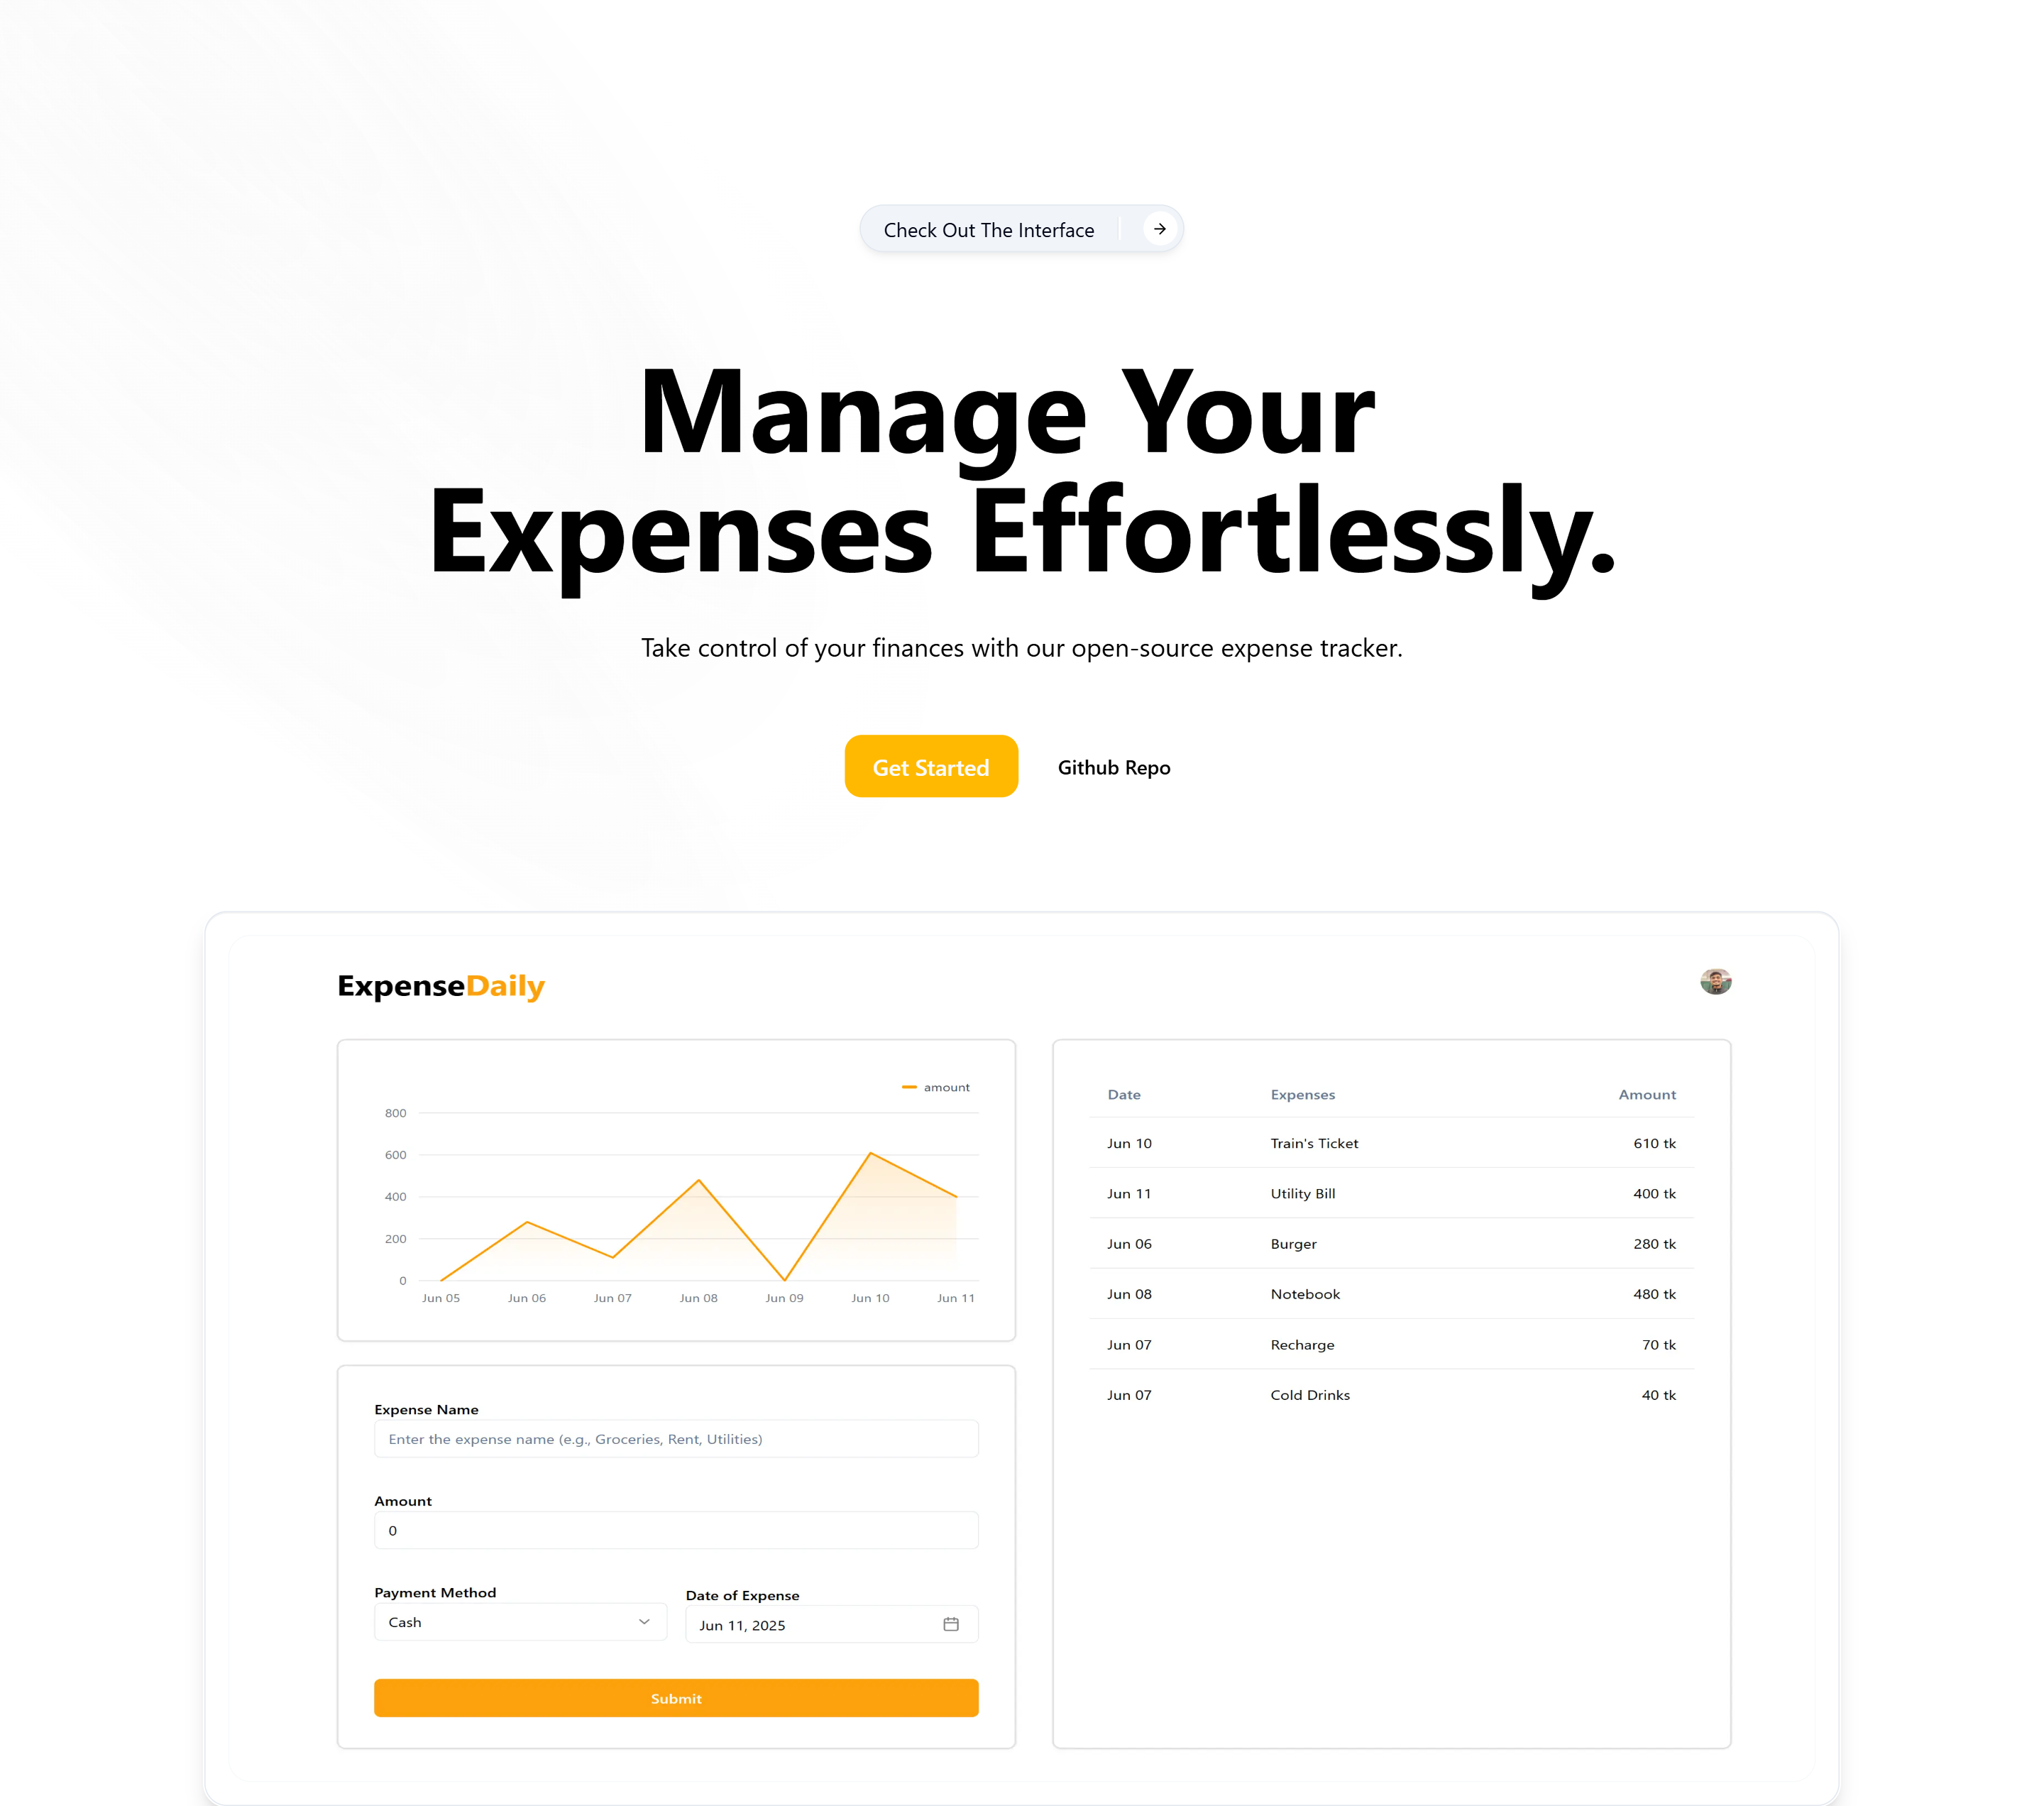 Check Out The Interface
Manage Your
Expenses Effortlessly.
Take control of your finances with our open-source expense tracker.
Get Started
Github Repo
ExpenseDaily
amount
800
600
400
200
0
Jun 05 Jun 06 Jun 07 Jun 08 Jun 09 Jun 10 Jun 11
Expense Name
Enter the expense name (e.g., Groceries, Rent, Utilities)
Amount
0
Payment Method
Cash
Date of Expense
Jun 11, 2025
Submit
Date Expenses Amount
Jun 10 Train's Ticket 610 tk
Jun 11 Utility Bill 400 tk
Jun 06 Burger 280 tk
Jun 08 Notebook 480 tk
Jun 07 Recharge 70 tk
Jun 07 Cold Drinks 40 tk